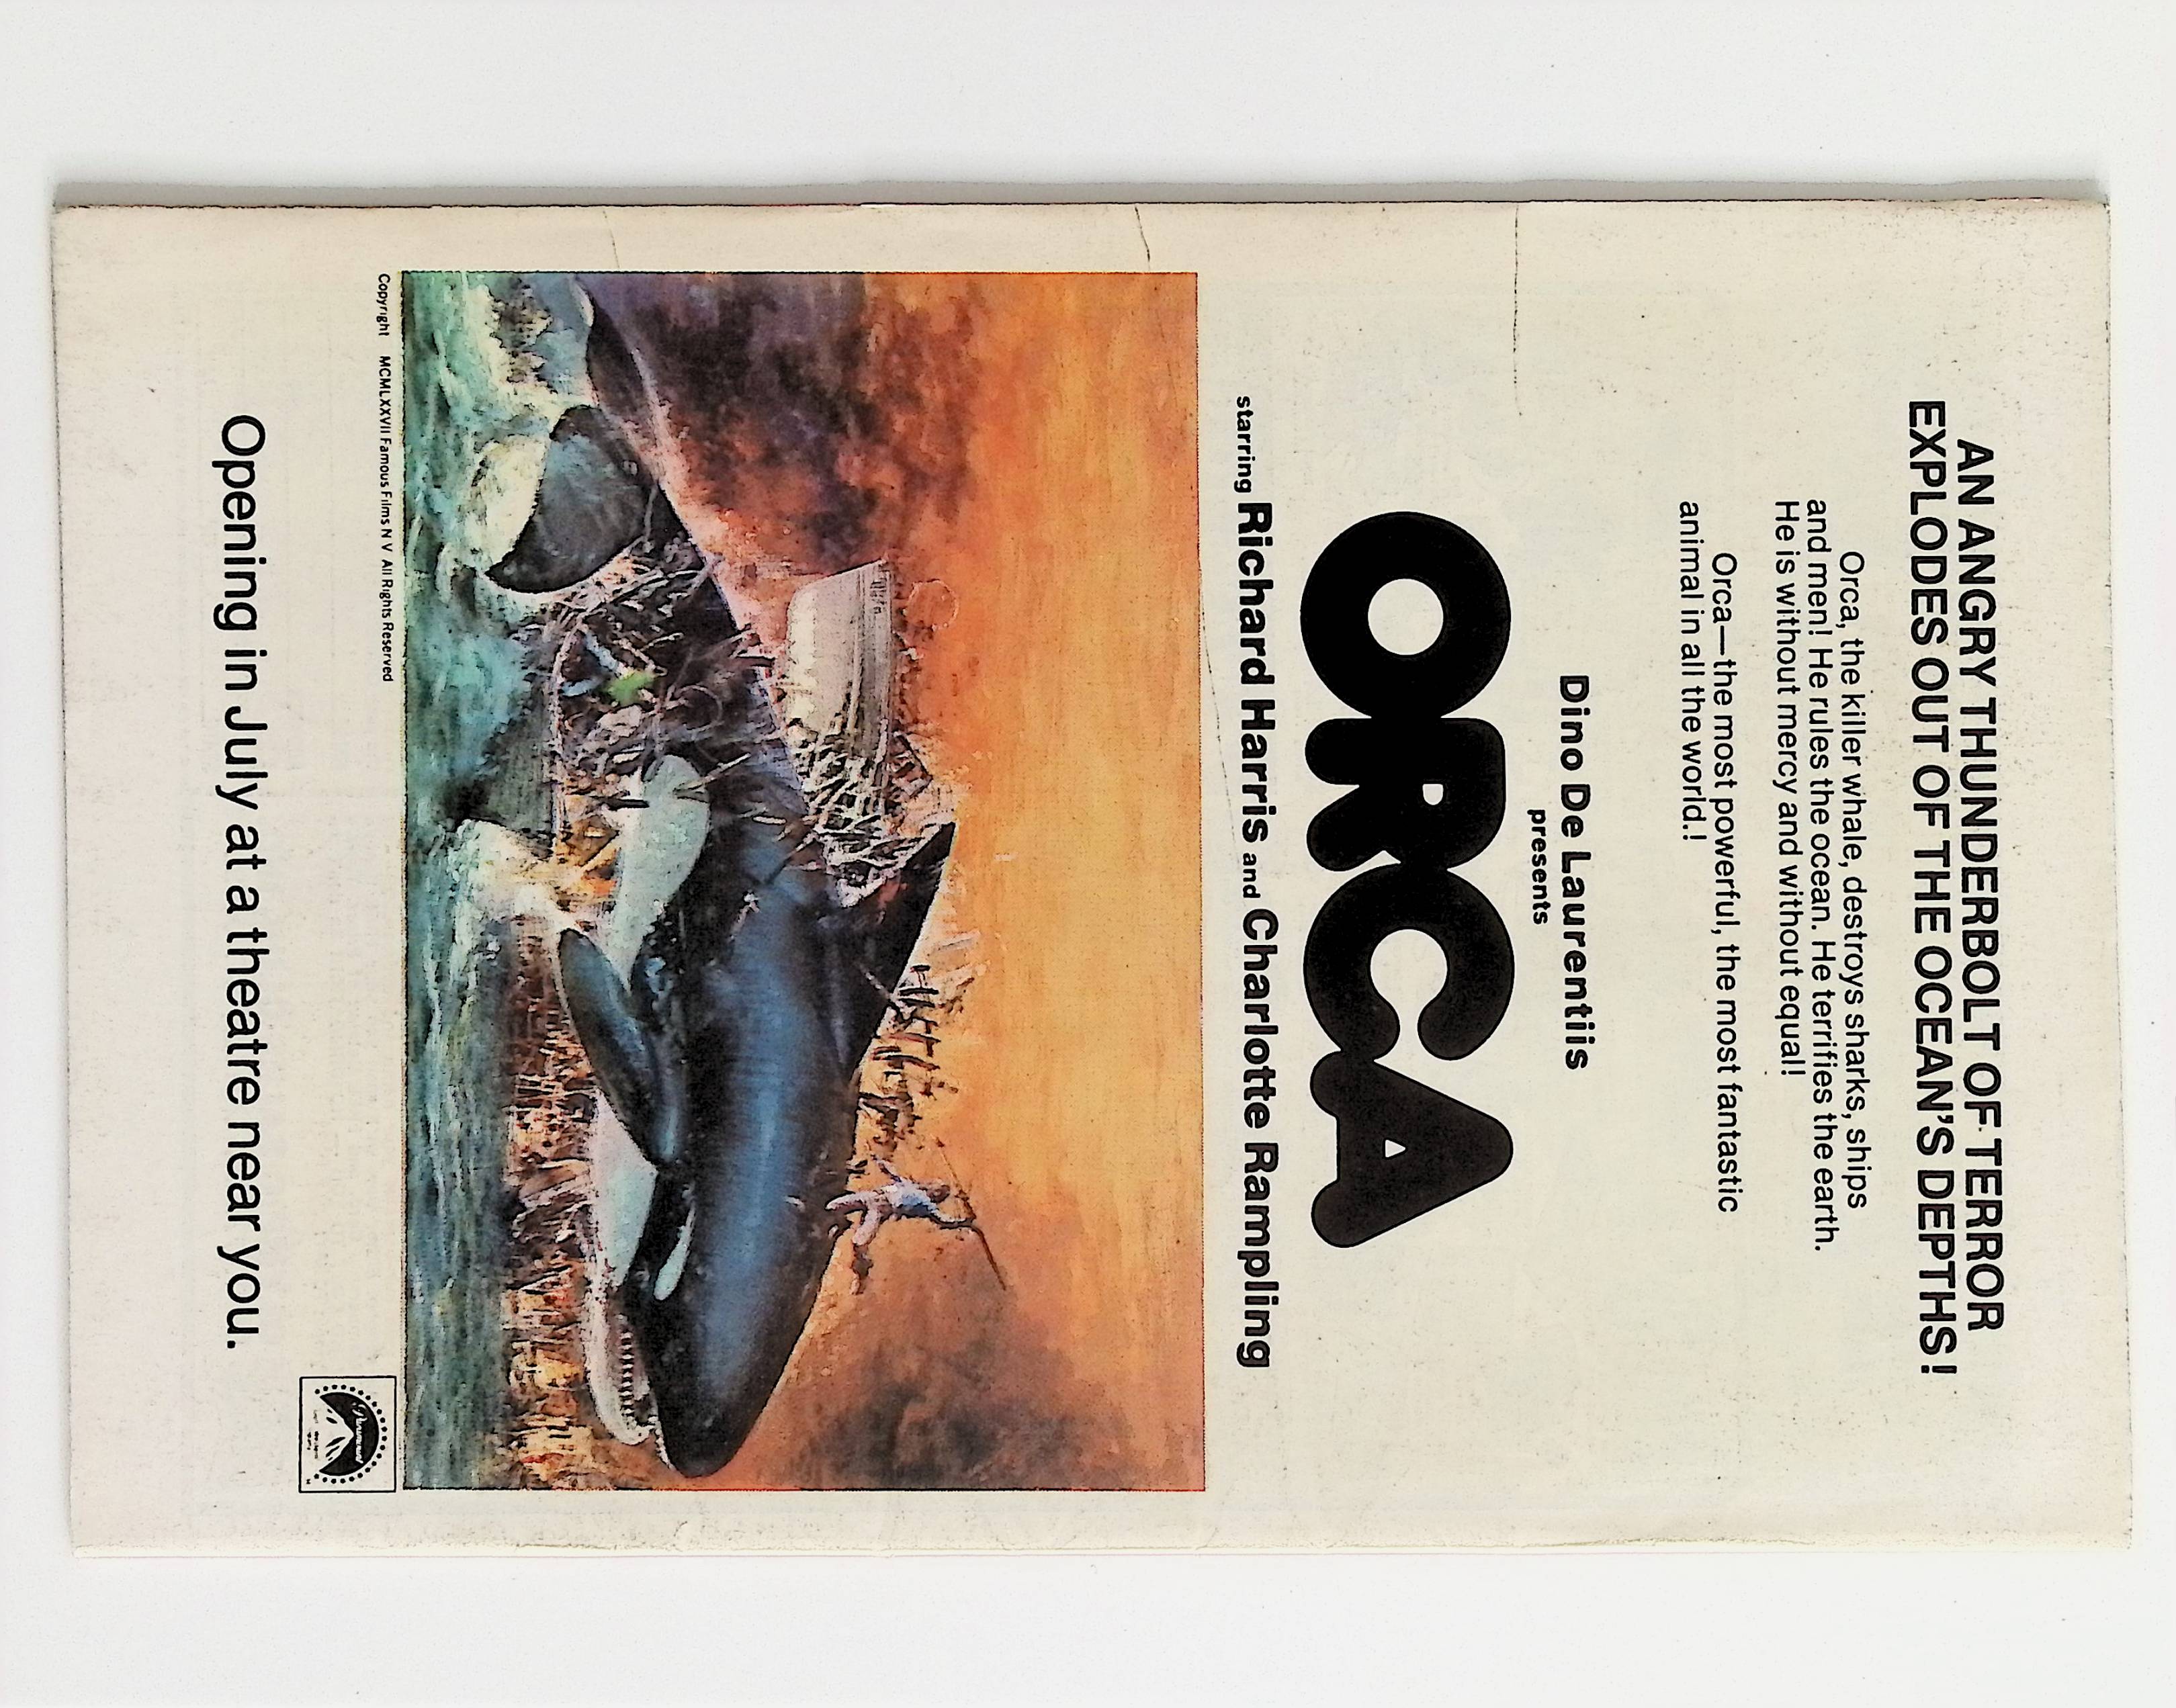 AN ANGRY THUNDERBOLT OF TERROR
EXPLODES OUT OF THE OCEAN'S DEPTHS!
Orca, the killer whale, destroys sharks, ships
and men! He rules the ocean. He terrifies the earth.
He is without mercy and without equal!
Orca—the most powerful, the most fantastic
animal in all the world.!
Dino De Laurentiis
presents
ORCA
starring Richard Harris and Charlotte Rampling
Copyright MCMLXXVII Famous Films N V All Rights Reserved
Paramount
Opening in July at a theatre near you.